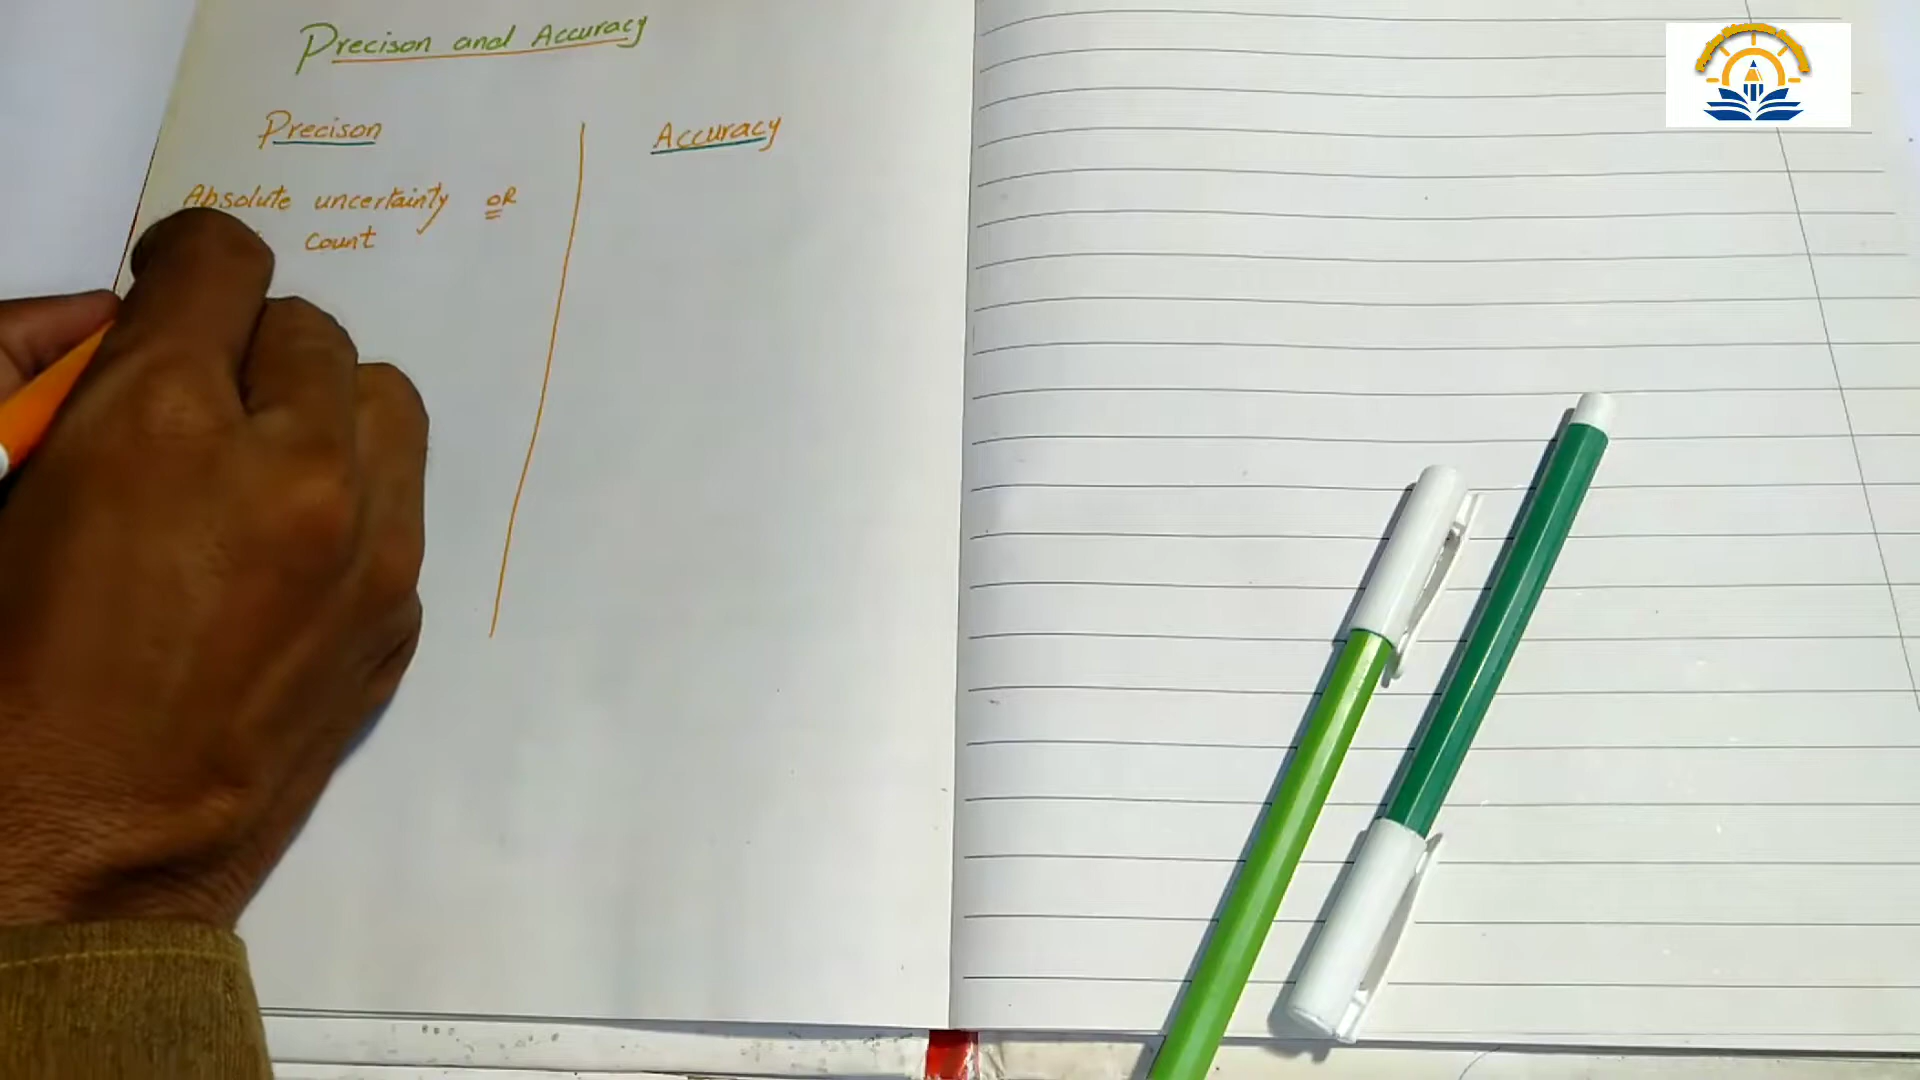 Precison and Accuracy
Precison
Accuracy
Absolute uncertainty OR
count